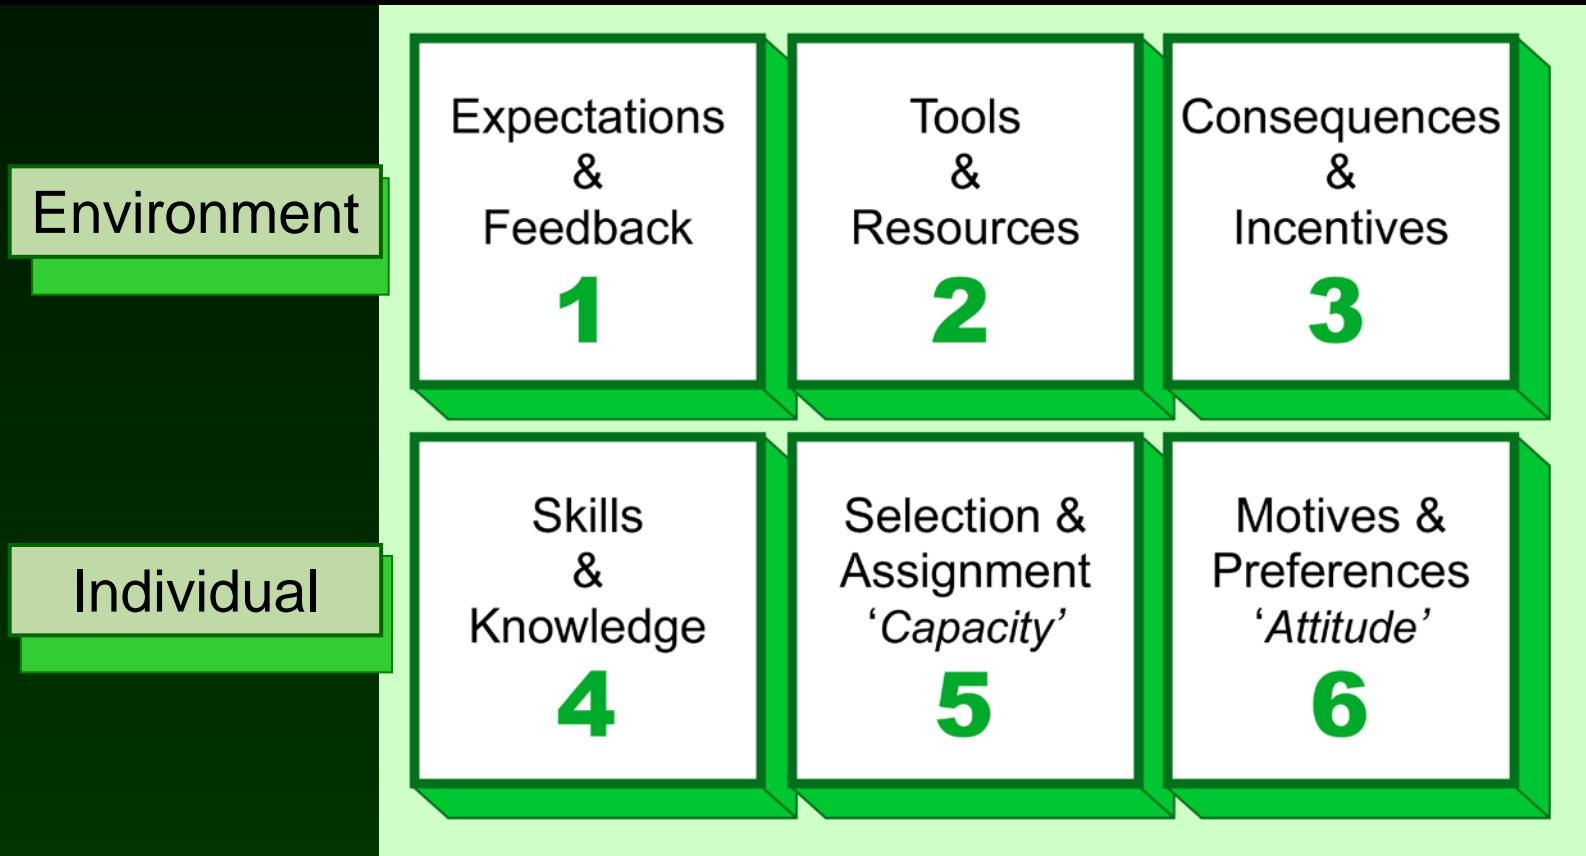 Environment
Expectations
&
Feedback
1
Tools
&
Resources
2
Consequences
&
Incentives
3
Individual
Skills
&
Knowledge
4
Selection &
Assignment
‘Capacity’
5
Motives &
Preferences
‘Attitude’
6